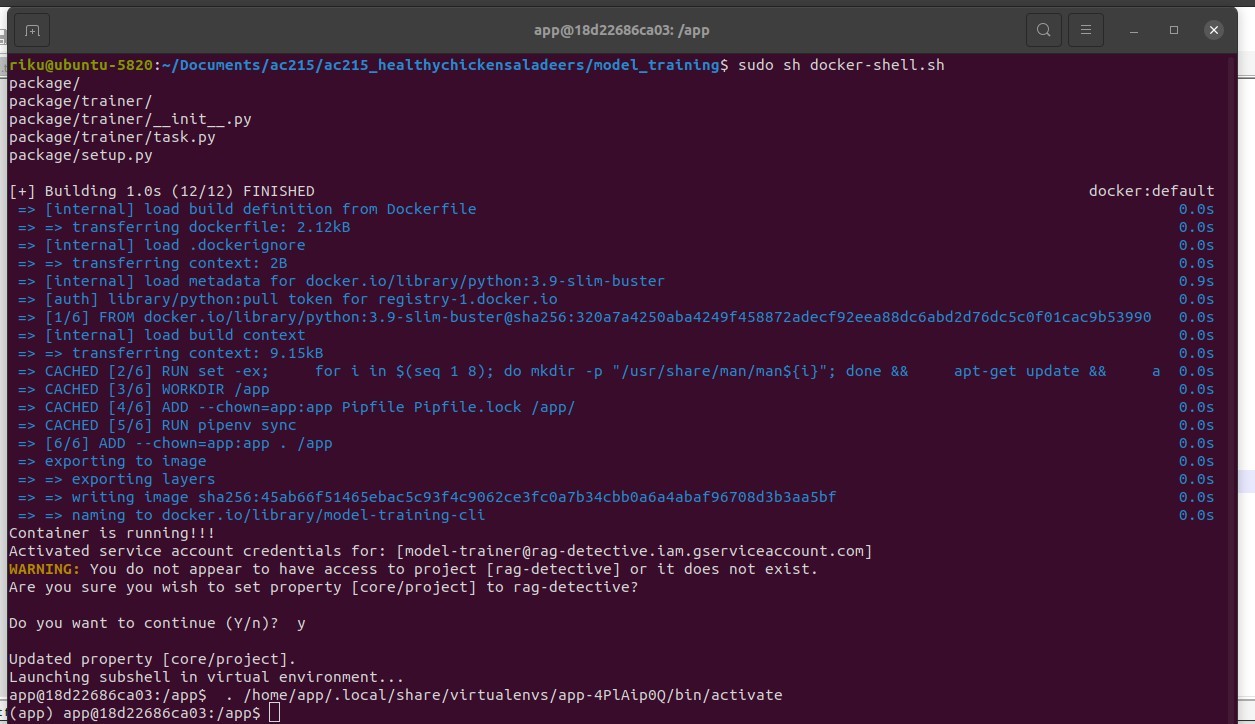 app@18d22686ca03: /app
riku@ubuntu-5820:~/Documents/ac215/ac215_healthychickensaladeers/model_training$ sudo sh docker-shell.sh
package/
package/trainer/
package/trainer/__init__.py
package/trainer/task.py
package/setup.py
[+] Building 1.0s (12/12) FINISHED docker:default
=> [internal] load build definition from Dockerfile 0.0s
=> => transferring dockerfile: 2.12kB 0.0s
=> [internal] load .dockerignore 0.0s
=> => transferring context: 2B 0.0s
=> [internal] load metadata for docker.io/library/python:3.9-slim-buster 0.9s
=> [auth] library/python:pull token for registry-1.docker.io 0.0s
=> [1/6] FROM docker.io/library/python:3.9-slim-buster@sha256:320a7a4250aba4249f458872adecf92eea88dc6abd2d76dc5c0f01cac9b53990 0.0s
=> [internal] load build context 0.0s
=> => transferring context: 9.15kB 0.0s
=> CACHED [2/6] RUN set -ex;     for i in $(seq 1 8); do mkdir -p "/usr/share/man/man${i}"; done &&     apt-get update &&     a 0.0s
=> CACHED [3/6] WORKDIR /app 0.0s
=> CACHED [4/6] ADD --chown=app:app Pipfile Pipfile.lock /app/ 0.0s
=> CACHED [5/6] RUN pipenv sync 0.0s
=> [6/6] ADD --chown=app:app . /app 0.0s
=> exporting to image 0.0s
=> => exporting layers 0.0s
=> => writing image sha256:45ab66f51465ebac5c93f4c9062ce3fc0a7b34cbb0a6a4abaf96708d3b3aa5bf 0.0s
=> => naming to docker.io/library/model-training-cli 0.0s
Container is running!!!
Activated service account credentials for: [model-trainer@rag-detective.iam.gserviceaccount.com]
WARNING: You do not appear to have access to project [rag-detective] or it does not exist.
Are you sure you wish to set property [core/project] to rag-detective?
Do you want to continue (Y/n)?  y
Updated property [core/project].
Launching subshell in virtual environment...
app@18d22686ca03:/app$  . /home/app/.local/share/virtualenvs/app-4PlAip0Q/bin/activate
(app) app@18d22686ca03:/app$